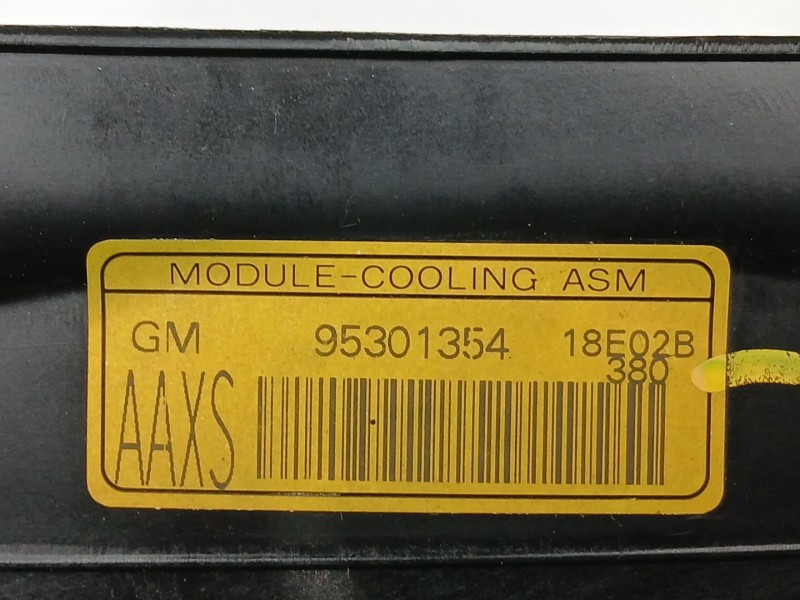 MODULE-COOLING ASM
GM 95301354 18E02B
380
AAXS